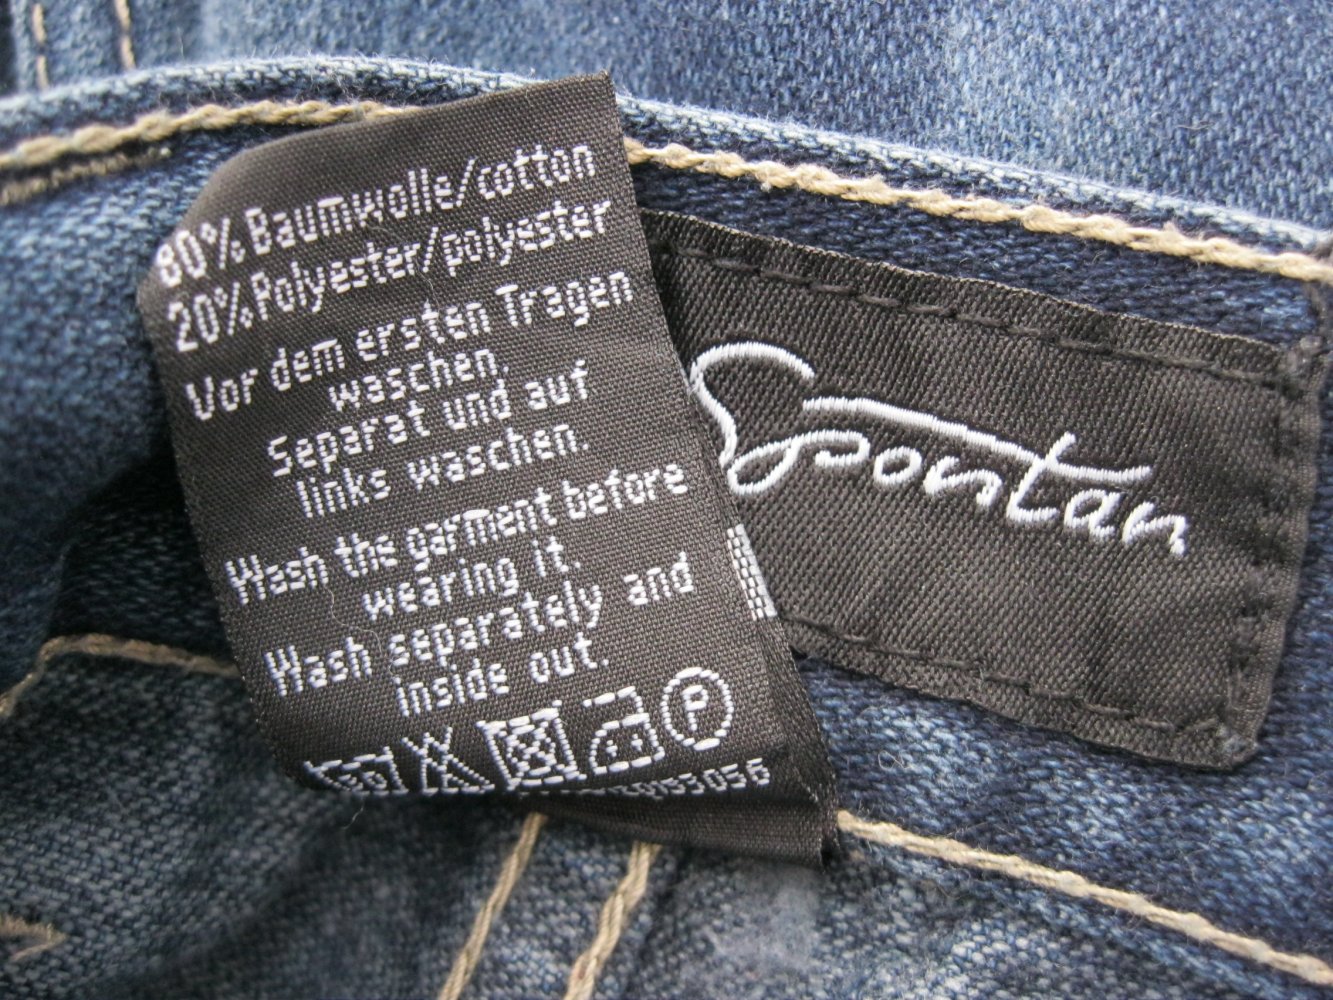 80% Baumwolle/cotton
20% Polyester/polyester
Vor dem ersten Tragen
waschen.
Separat und auf
links waschen.
Wash the garment before
wearing it.
Wash separately and
inside out.
P
Spontan